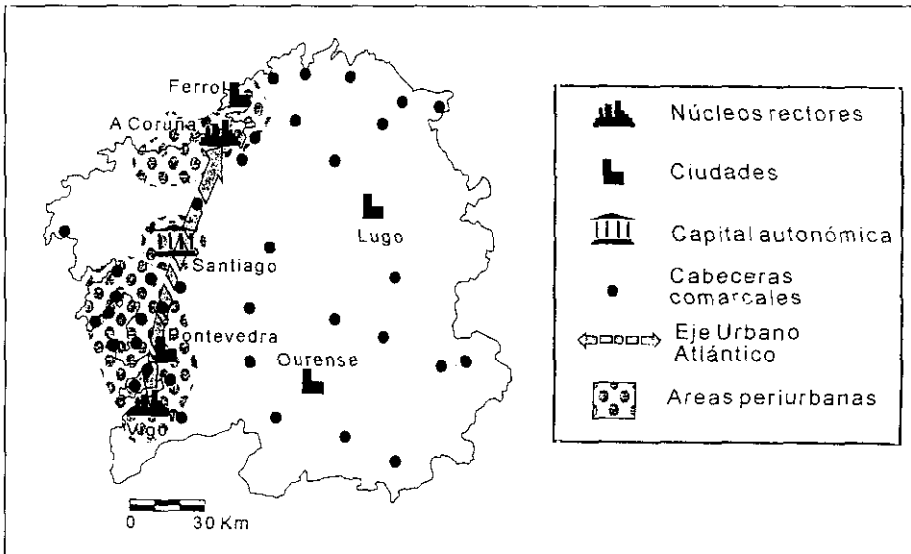 Ferrol
A Coruña
Lugo
Santiago
Pontevedra
Ourense
Vigo
0 30 Km
Núcleos rectores
Ciudades
Capital autonómica
Cabeceras
comarcales
Eje Urbano
Atlántico
Areas periurbanas